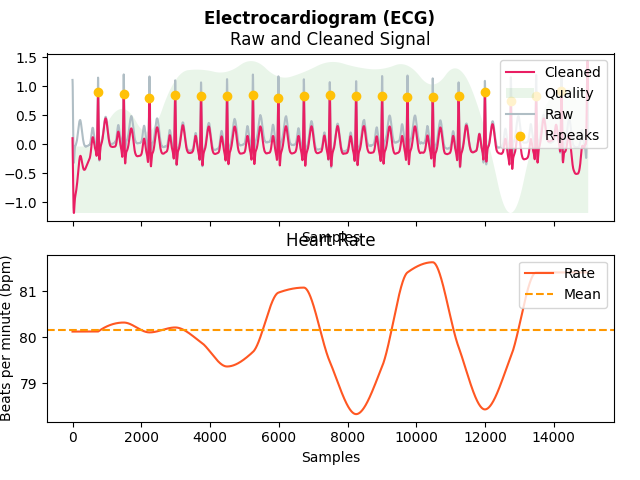 Electrocardiogram (ECG)
Raw and Cleaned Signal
1.5
1.0
0.5
0.0
−0.5
−1.0
Cleaned
Quality
Raw
R-peaks
Samples
Heart Rate
Beats per minute (bpm)
81
80
79
Rate
Mean
0 2000 4000 6000 8000 10000 12000 14000
Samples